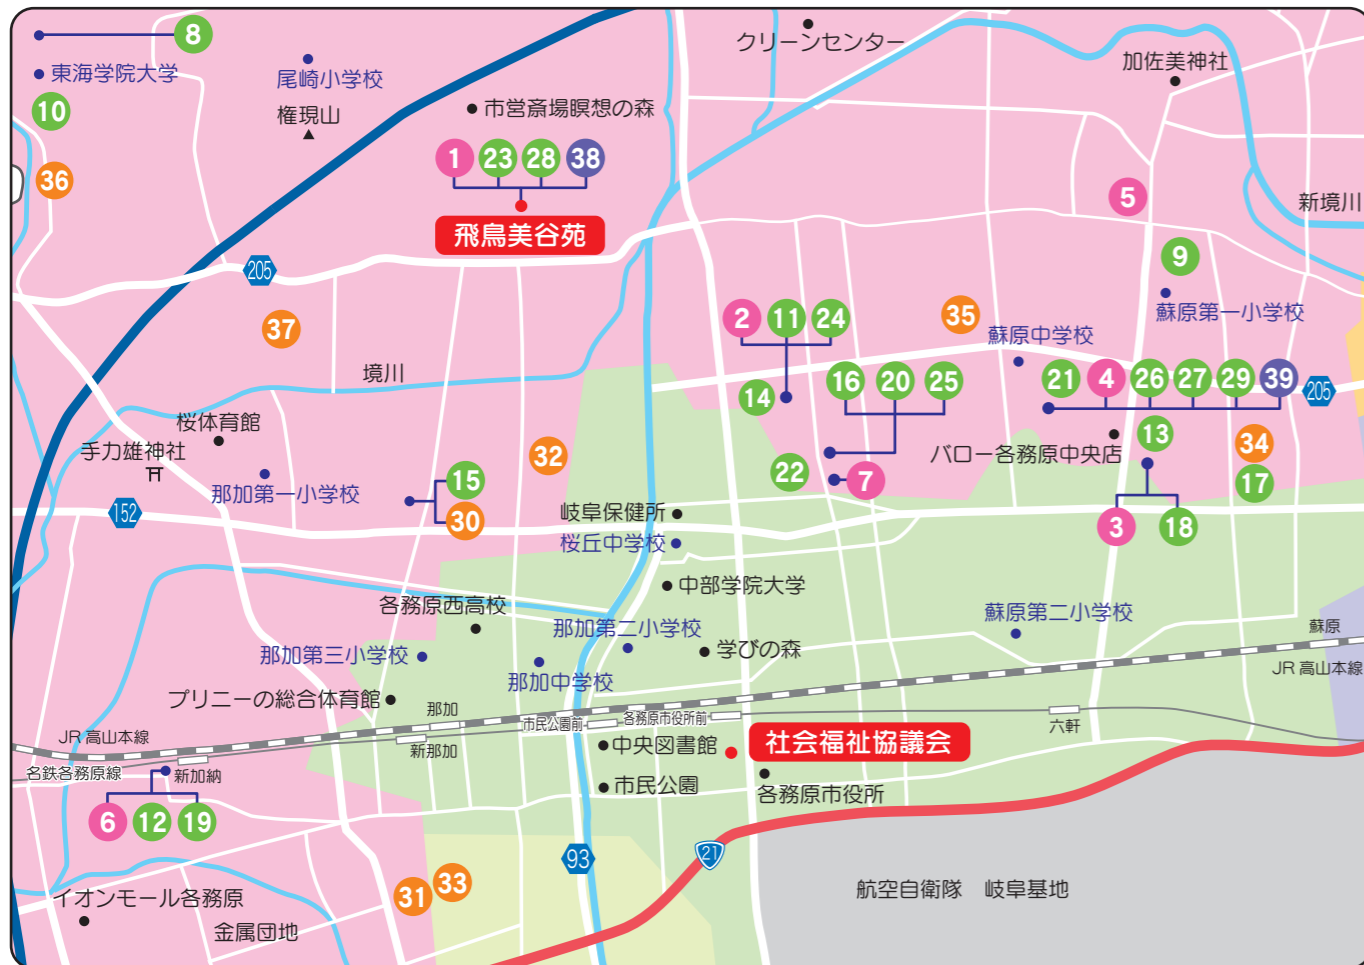 クリーンセンター
8
東海学院大学
尾崎小学校
加佐美神社
10
権現山
市営斎場瞑想の森
1
23
28
38
36
飛鳥美谷苑
5
新境川
9
205
蘇原第一小学校
37
2
11
24
35
蘇原中学校
境川
14
16
20
25
21
4
26
27
29
39
205
桜体育館
手力雄神社
那加第一小学校
32
22
7
バロー各務原中央店
13
34
17
15
30
152
岐阜保健所
桜丘中学校
3
18
中部学院大学
各務原西高校
那加第二小学校
蘇原第二小学校
那加第三小学校
学びの森
蘇原
那加中学校
JR 高山本線
プリニーの総合体育館
那加
市民公園前
各務原市役所前
六軒
JR 高山本線
新那加
中央図書館
社会福祉協議会
名鉄各務原線
新加納
市民公園
各務原市役所
6
12
19
93
21
31
33
航空自衛隊 岐阜基地
イオンモール各務原
金属団地